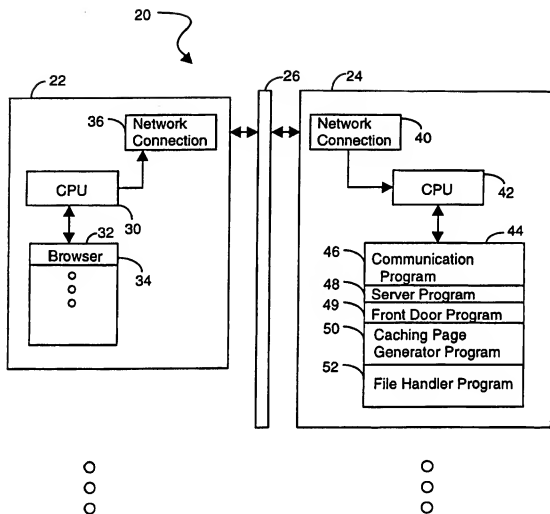 20
22
26
24
36
Network
Connection
Network
Connection
40
CPU
30
CPU
42
32
Browser
34
44
46
Communication
Program
48
Server Program
49
Front Door Program
50
Caching Page
Generator Program
52
File Handler Program